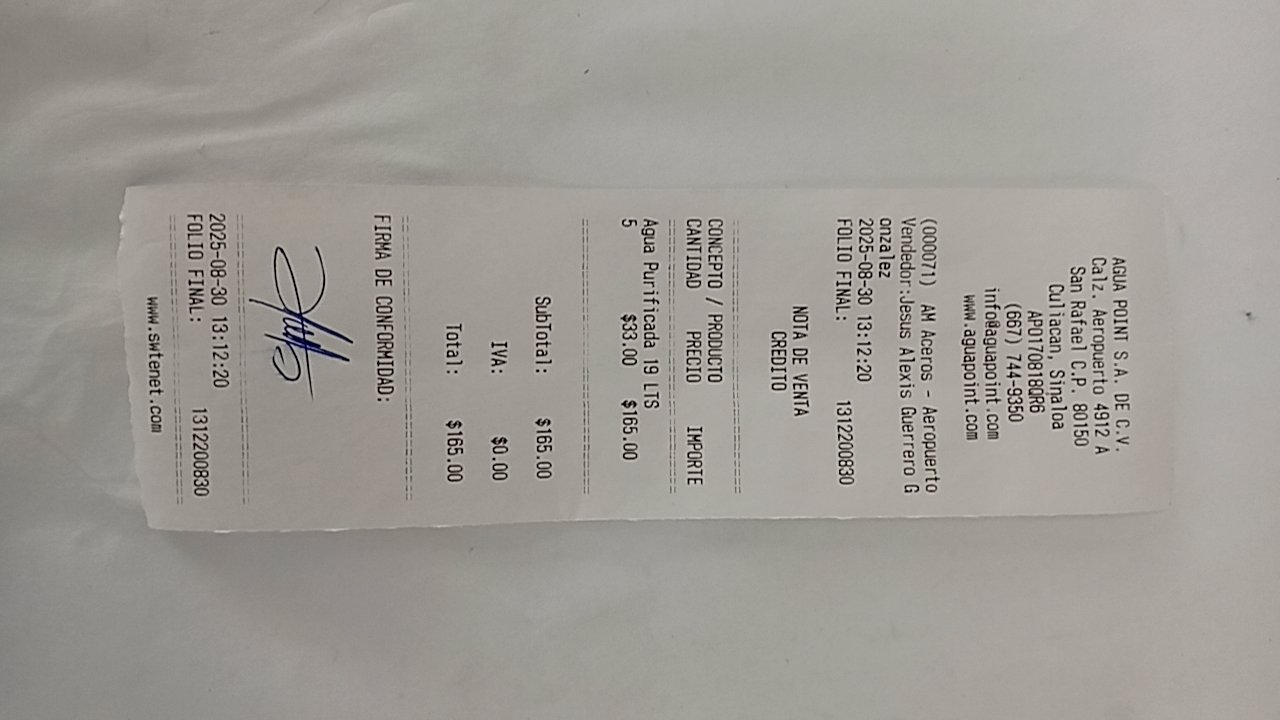 AGUA POINT S.A. DE C.V.
Calz. Aeropuerto 4912 A
San Rafael C.P. 80150
Culiacan, Sinaloa
APO170818QR6
(667) 744-9350
info@aguapoint.com
www.aguapoint.com
(000071) AM Aceros - Aeropuerto
Vendedor:Jesus Alexis Guerrero G
onzalez
2025-08-30 13:12:20
FOLIO FINAL: 1312200830
NOTA DE VENTA
CREDITO
CONCEPTO / PRODUCTO
CANTIDAD PRECIO IMPORTE
Agua Purificada 19 LTS
5 $33.00 $165.00
SubTotal: $165.00
IVA: $0.00
Total: $165.00
FIRMA DE CONFORMIDAD:
2025-08-30 13:12:20
FOLIO FINAL: 1312200830
www.swtenet.com